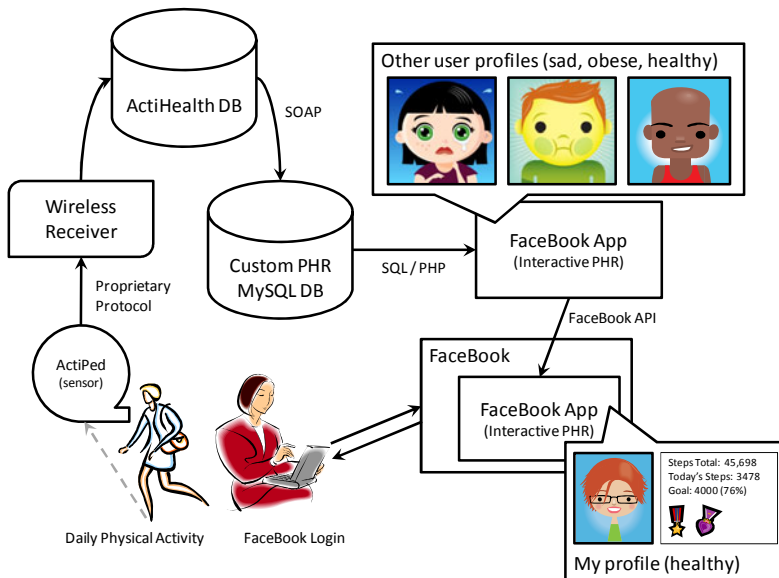 Other user profiles (sad, obese, healthy)
ActiHealth DB
SOAP
Wireless
Receiver
Custom PHR
MySQL DB
SQL / PHP
FaceBook App
(Interactive PHR)
Proprietary
Protocol
FaceBook API
ActiPed
(sensor)
FaceBook
FaceBook App
(Interactive PHR)
Steps Total: 45,698
Today's Steps: 3478
Goal: 4000 (76%)
Daily Physical Activity
FaceBook Login
My profile (healthy)